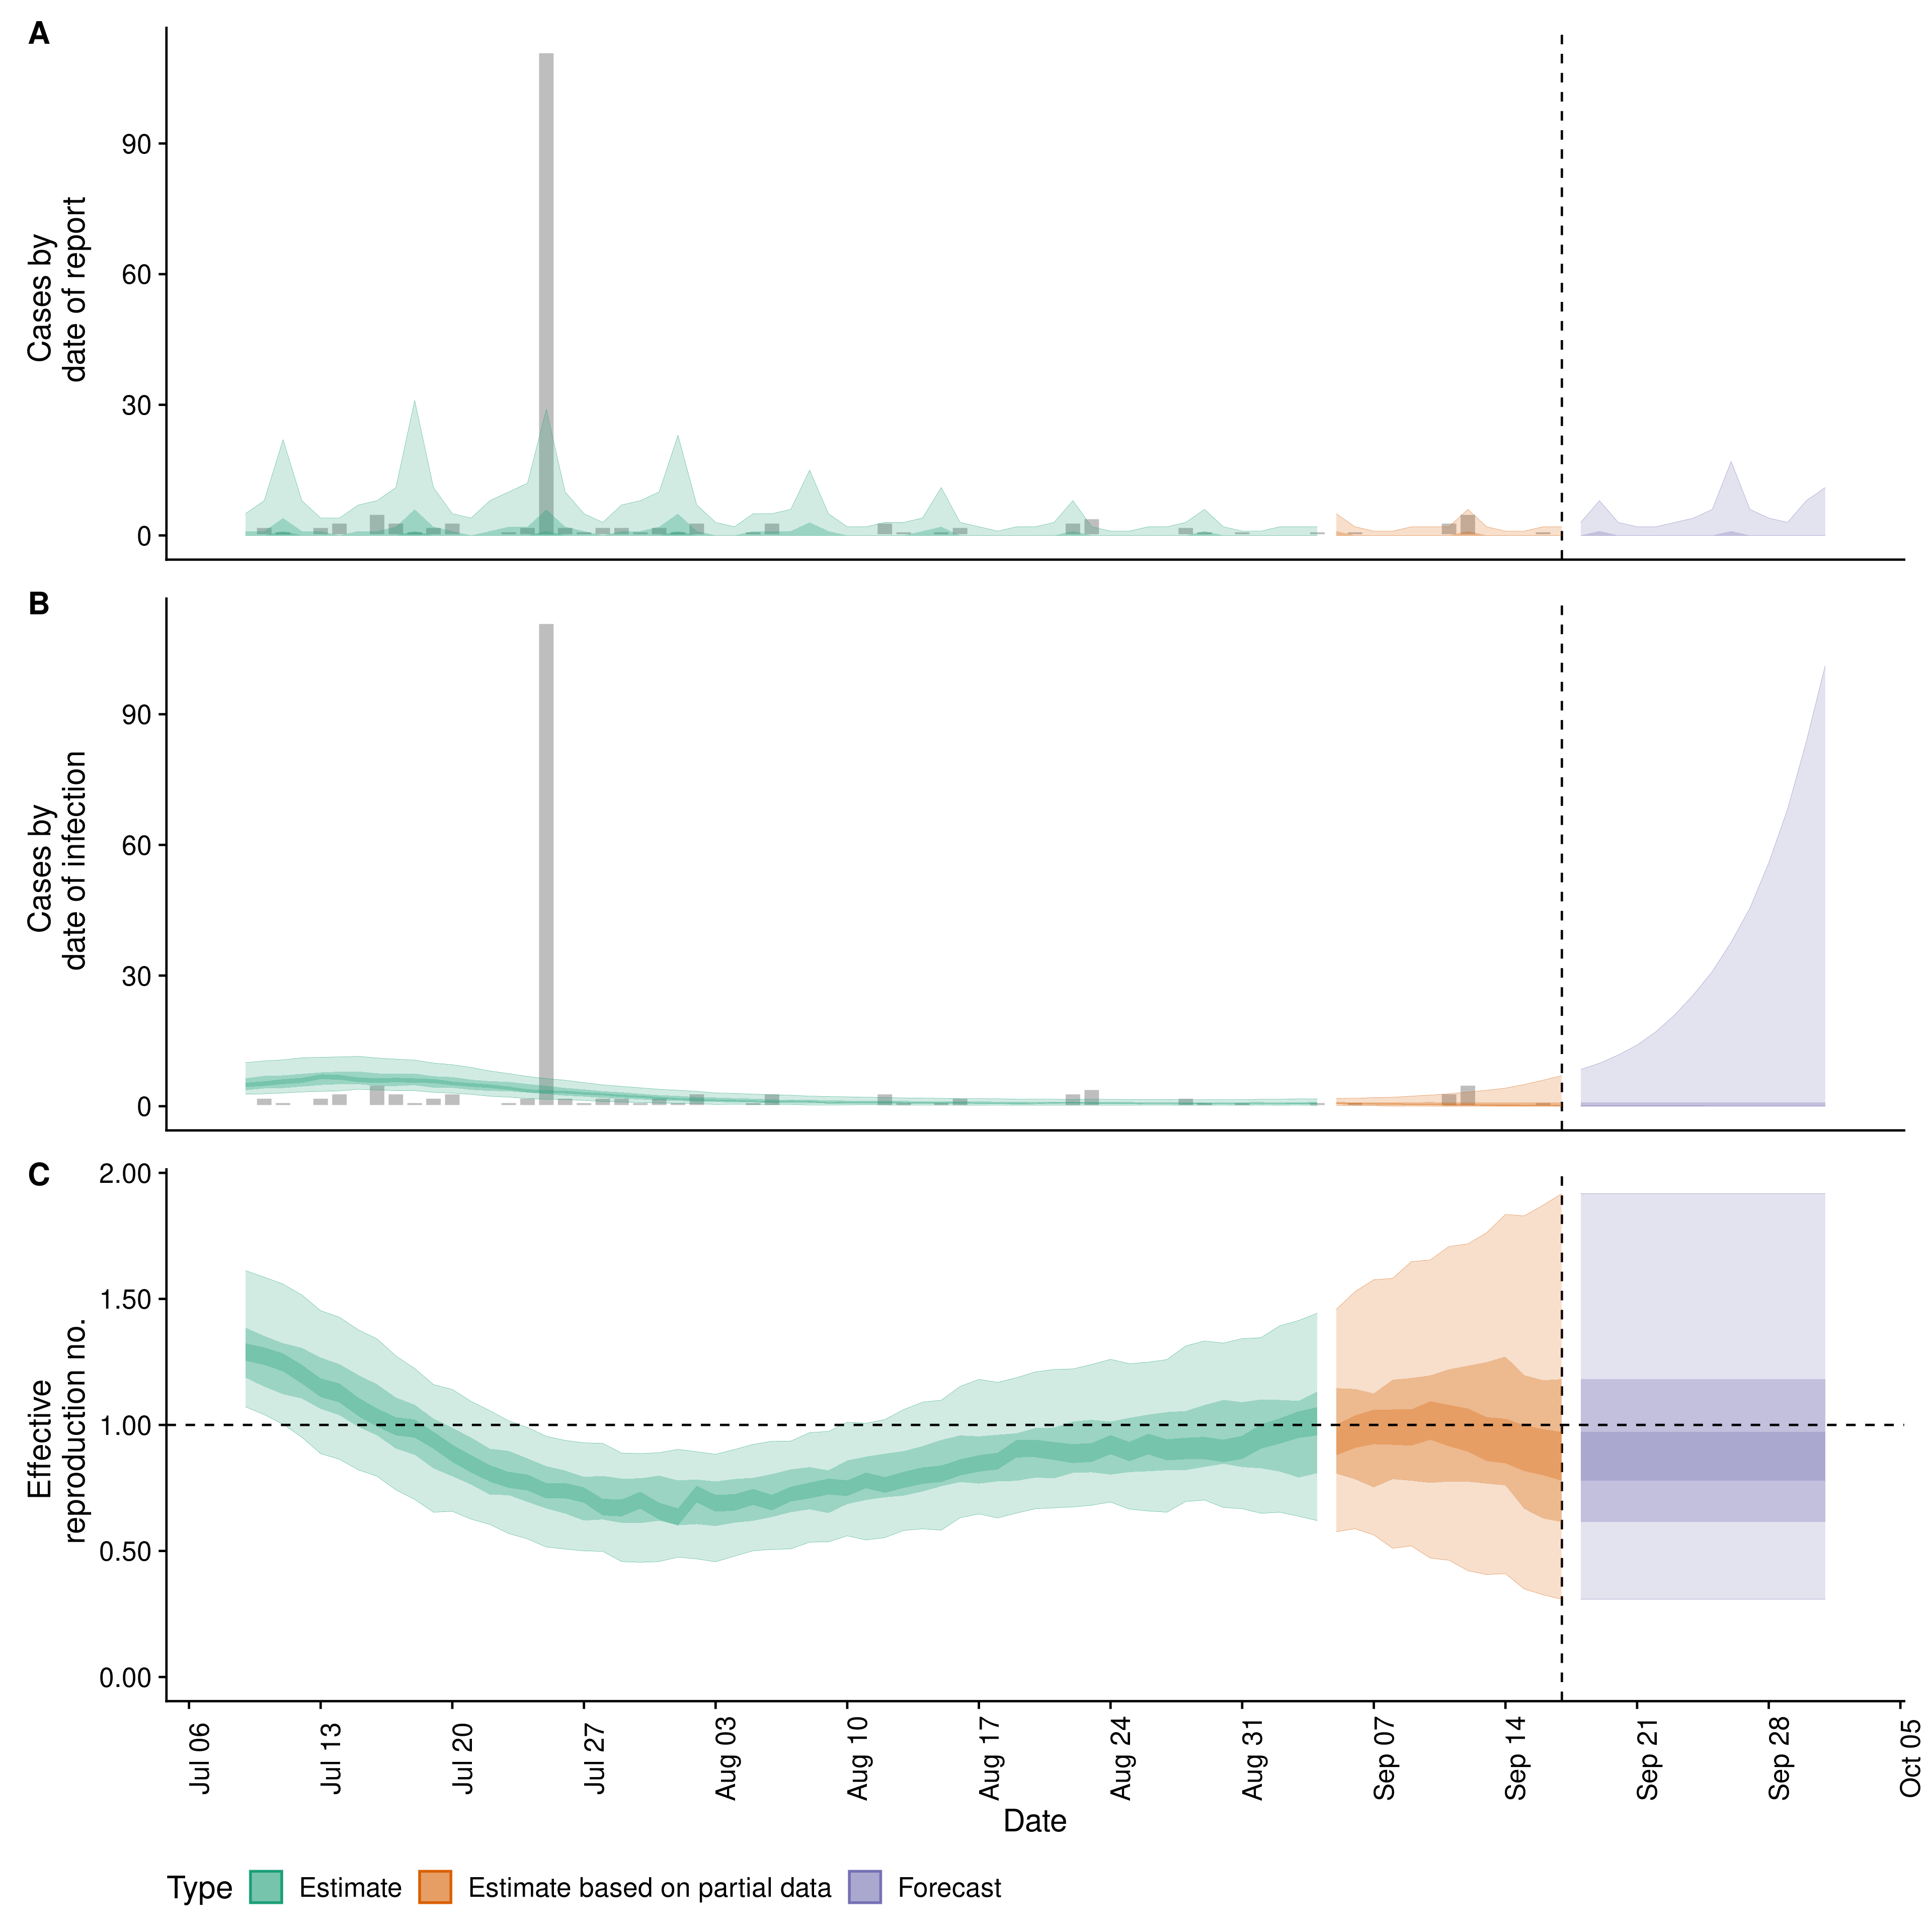 A
Cases by
date of report
90
60
30
0
B
Cases by
date of infection
90
60
30
0
C
Effective
reproduction no.
2.00
1.50
1.00
0.50
0.00
Jul 06
Jul 13
Jul 20
Jul 27
Aug 03
Aug 10
Aug 17
Aug 24
Aug 31
Sep 07
Sep 14
Sep 21
Sep 28
Oct 05
Date
Type Estimate Estimate based on partial data Forecast